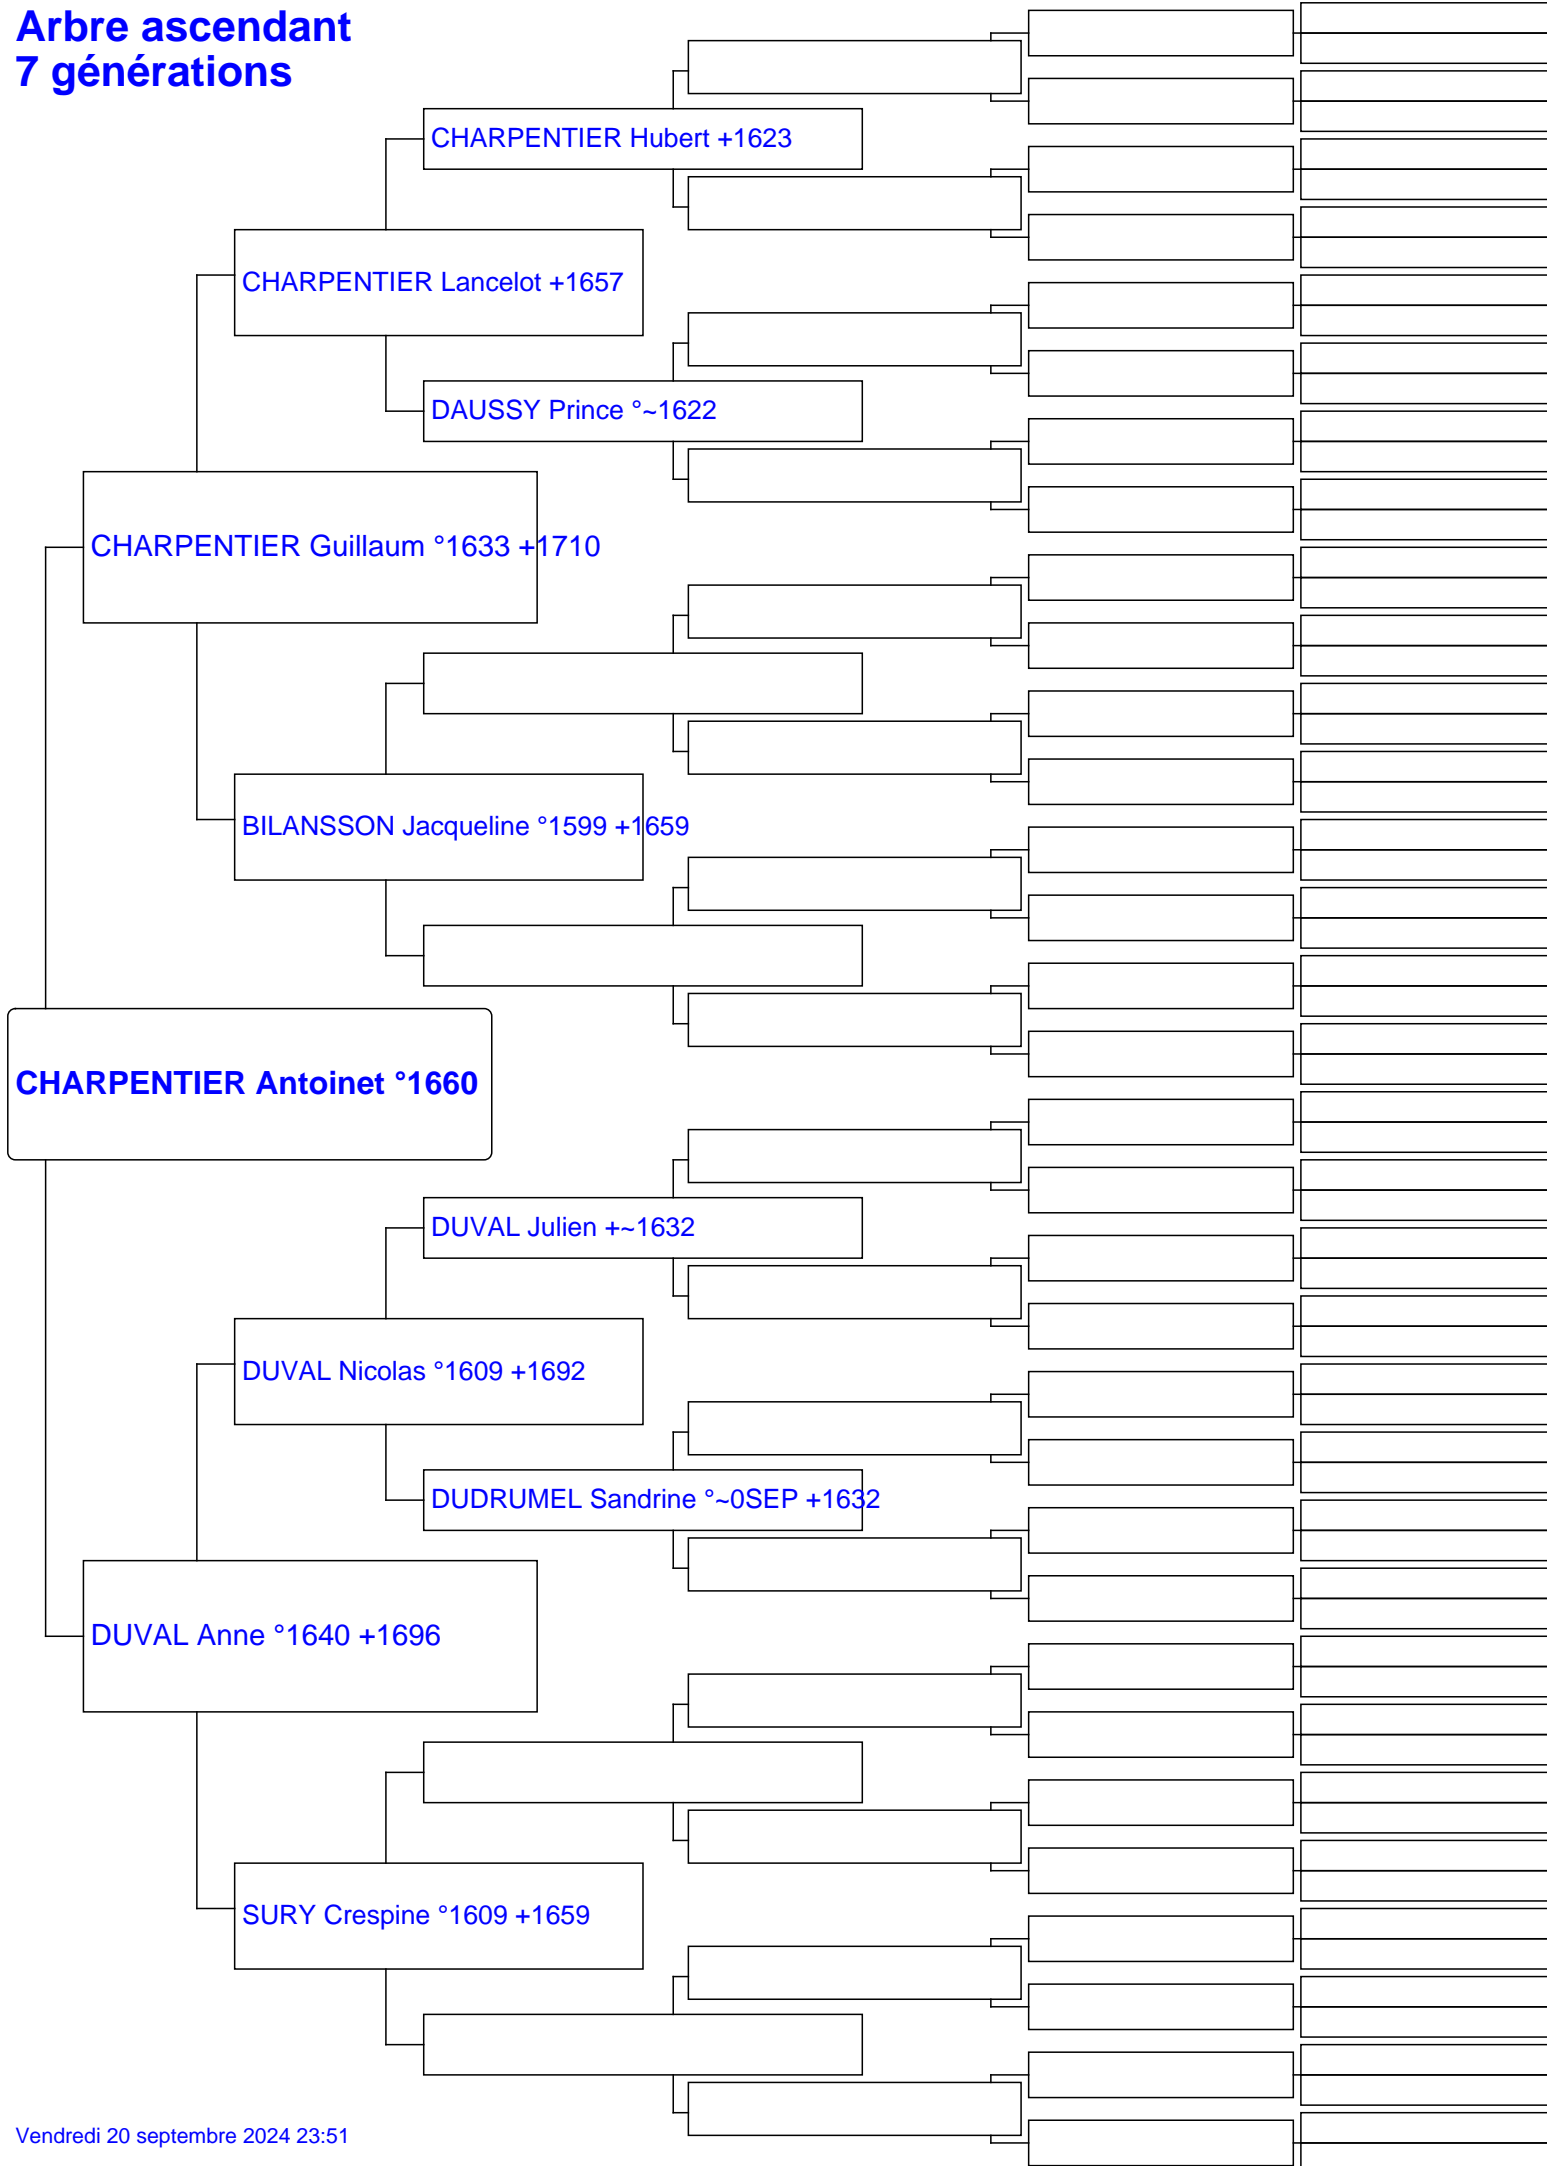 Arbre ascendant
7 générations
CHARPENTIER Hubert +1623
CHARPENTIER Lancelot +1657
DAUSSY Prince °~1622
CHARPENTIER Guillaum °1633 +1710
BILANSSON Jacqueline °1599 +1659
CHARPENTIER Antoinet °1660
DUVAL Julien +~1632
DUVAL Nicolas °1609 +1692
DUDRUMEL Sandrine °~0SEP +1632
DUVAL Anne °1640 +1696
SURY Crespine °1609 +1659
Vendredi 20 septembre 2024 23:51